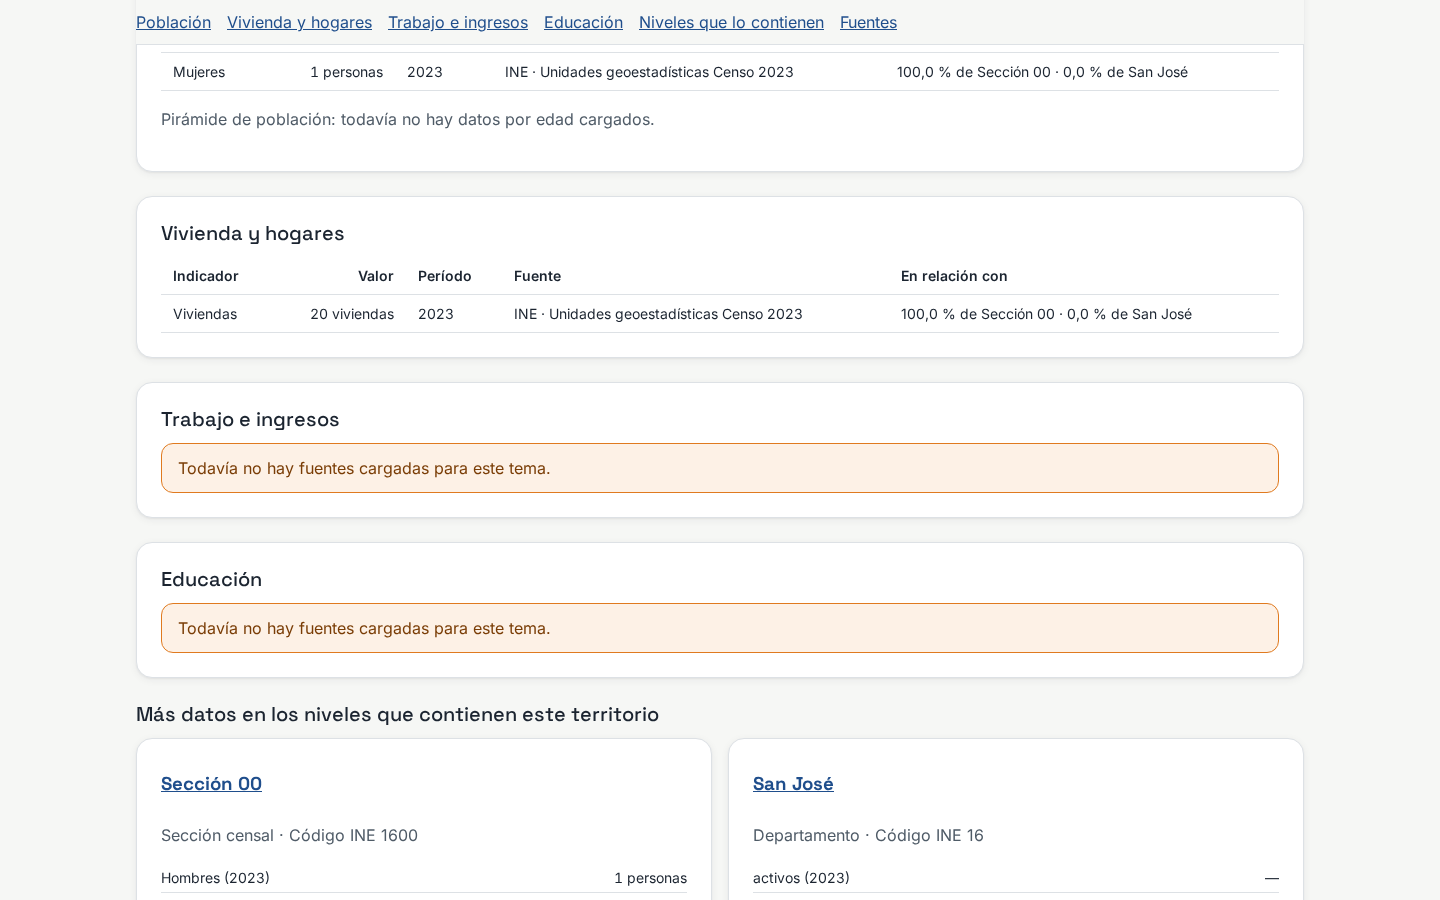 Población Vivienda y hogares Trabajo e ingresos Educación Niveles que lo contienen Fuentes
Mujeres 1 personas 2023 INE · Unidades geoestadísticas Censo 2023 100,0 % de Sección 00 · 0,0 % de San José
Pirámide de población: todavía no hay datos por edad cargados.
Vivienda y hogares
Indicador Valor Período Fuente En relación con
Viviendas 20 viviendas 2023 INE · Unidades geoestadísticas Censo 2023 100,0 % de Sección 00 · 0,0 % de San José
Trabajo e ingresos
Todavía no hay fuentes cargadas para este tema.
Educación
Todavía no hay fuentes cargadas para este tema.
Más datos en los niveles que contienen este territorio
Sección 00
Sección censal · Código INE 1600
Hombres (2023) 1 personas
San José
Departamento · Código INE 16
activos (2023) —